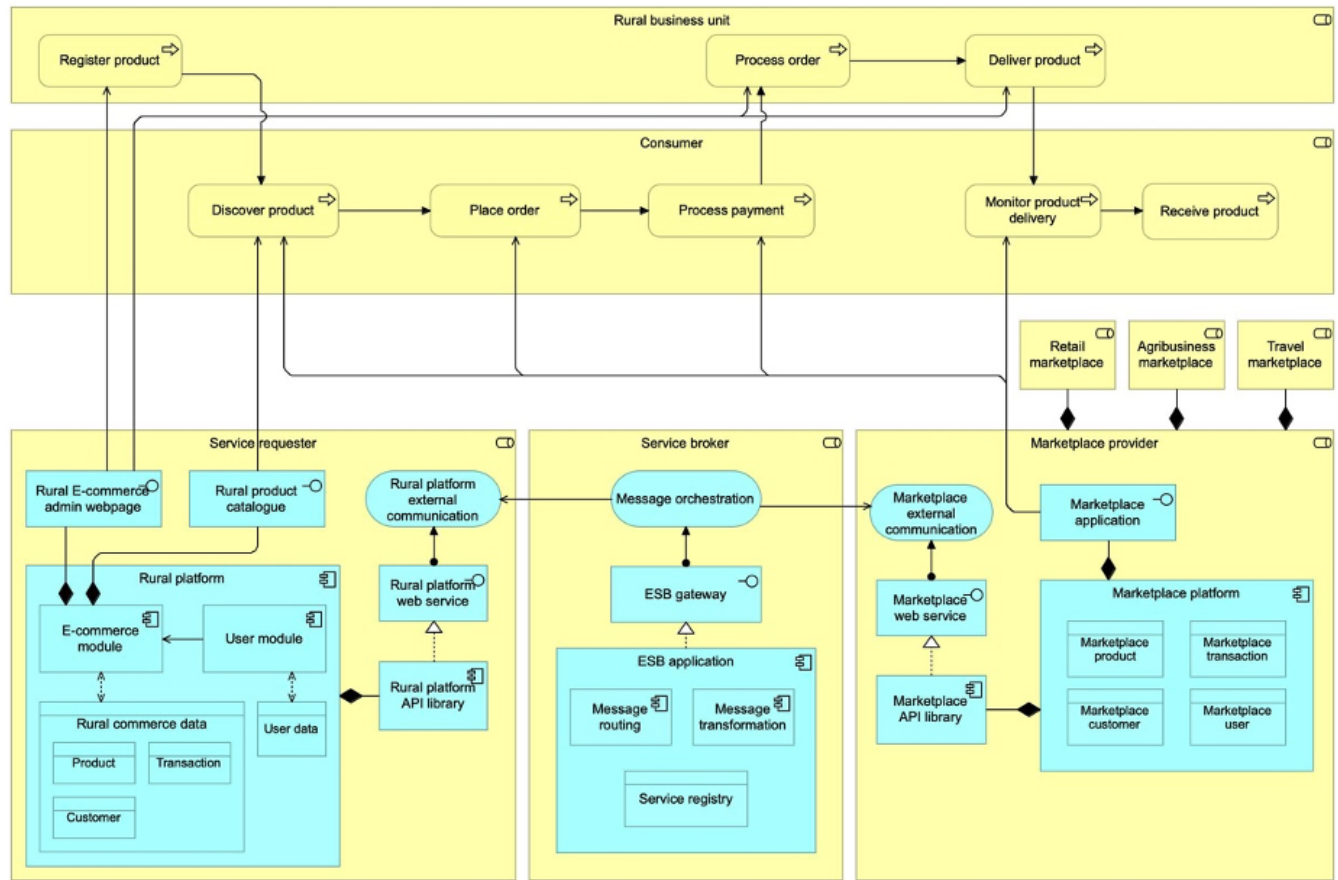 Rural business unit
Register product
Process order
Deliver product
Consumer
Discover product
Place order
Process payment
Monitor product
delivery
Receive product
Retail
marketplace
Agribusiness
marketplace
Travel
marketplace
Service requester
Service broker
Marketplace provider
Rural E-commerce
admin webpage
Rural product
catalogue
Rural platform
external
communication
Message orchestration
Marketplace
external
communication
Marketplace
application
Rural platform
Rural platform
web service
ESB gateway
Marketplace
web service
Marketplace platform
E-commerce
module
User module
Marketplace
product
Marketplace
transaction
ESB application
Rural platform
API library
Message
routing
Message
transformation
Marketplace
API library
Marketplace
customer
Marketplace
user
Rural commerce data
User data
Product
Transaction
Service registry
Customer